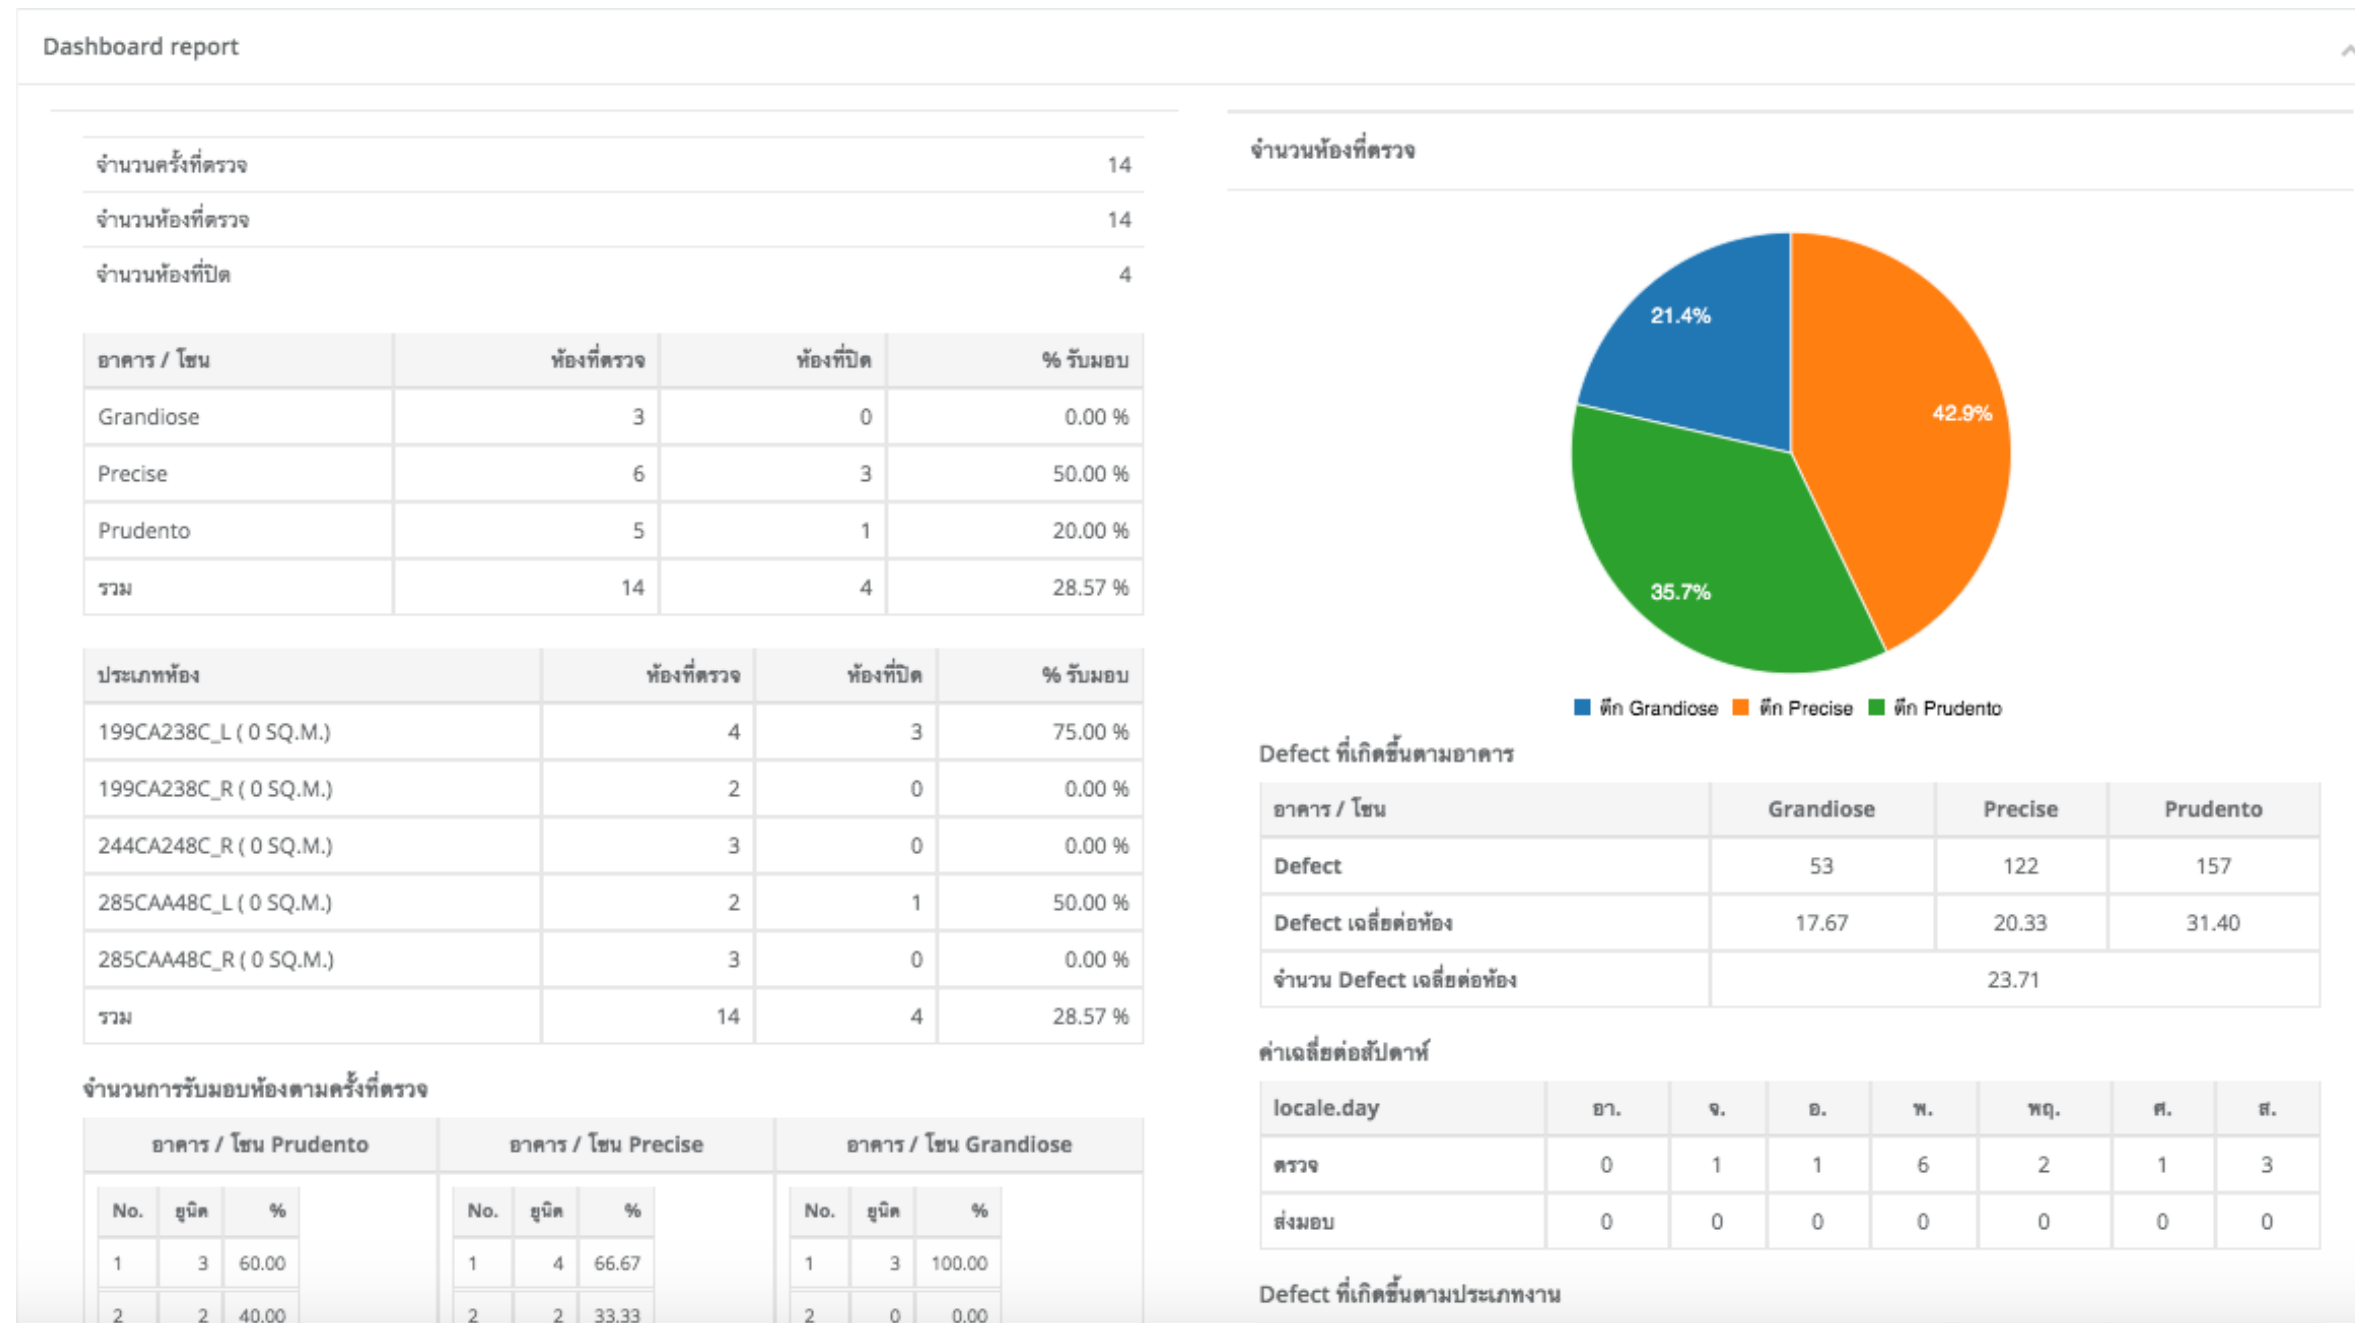 Dashboard report
จำนวนครั้งที่ตรวจ 14
จำนวนห้องที่ตรวจ 14
จำนวนห้องที่ปิด 4
อาคาร / โซน ห้องที่ตรวจ ห้องที่ปิด % รับมอบ
Grandiose 3 0 0.00 %
Precise 6 3 50.00 %
Prudento 5 1 20.00 %
รวม 14 4 28.57 %
ประเภทห้อง ห้องที่ตรวจ ห้องที่ปิด % รับมอบ
199CA238C_L ( 0 SQ.M.) 4 3 75.00 %
199CA238C_R ( 0 SQ.M.) 2 0 0.00 %
244CA248C_R ( 0 SQ.M.) 3 0 0.00 %
285CAA48C_L ( 0 SQ.M.) 2 1 50.00 %
285CAA48C_R ( 0 SQ.M.) 3 0 0.00 %
รวม 14 4 28.57 %
จำนวนการรับมอบห้องตามครั้งที่ตรวจ
อาคาร / โซน Prudento อาคาร / โซน Precise อาคาร / โซน Grandiose
No. ยูนิต % No. ยูนิต % No. ยูนิต %
1 3 60.00 1 4 66.67 1 3 100.00
2 2 40.00 2 2 33.33 2 0 0.00
จำนวนห้องที่ตรวจ
21.4%
42.9%
35.7%
ตึก Grandiose ตึก Precise ตึก Prudento
Defect ที่เกิดขึ้นตามอาคาร
อาคาร / โซน Grandiose Precise Prudento
Defect 53 122 157
Defect เฉลี่ยต่อห้อง 17.67 20.33 31.40
จำนวน Defect เฉลี่ยต่อห้อง 23.71
ค่าเฉลี่ยต่อสัปดาห์
locale.day อา. จ. อ. พ. พฤ. ศ. ส.
ตรวจ 0 1 1 6 2 1 3
ส่งมอบ 0 0 0 0 0 0 0
Defect ที่เกิดขึ้นตามประเภทงาน